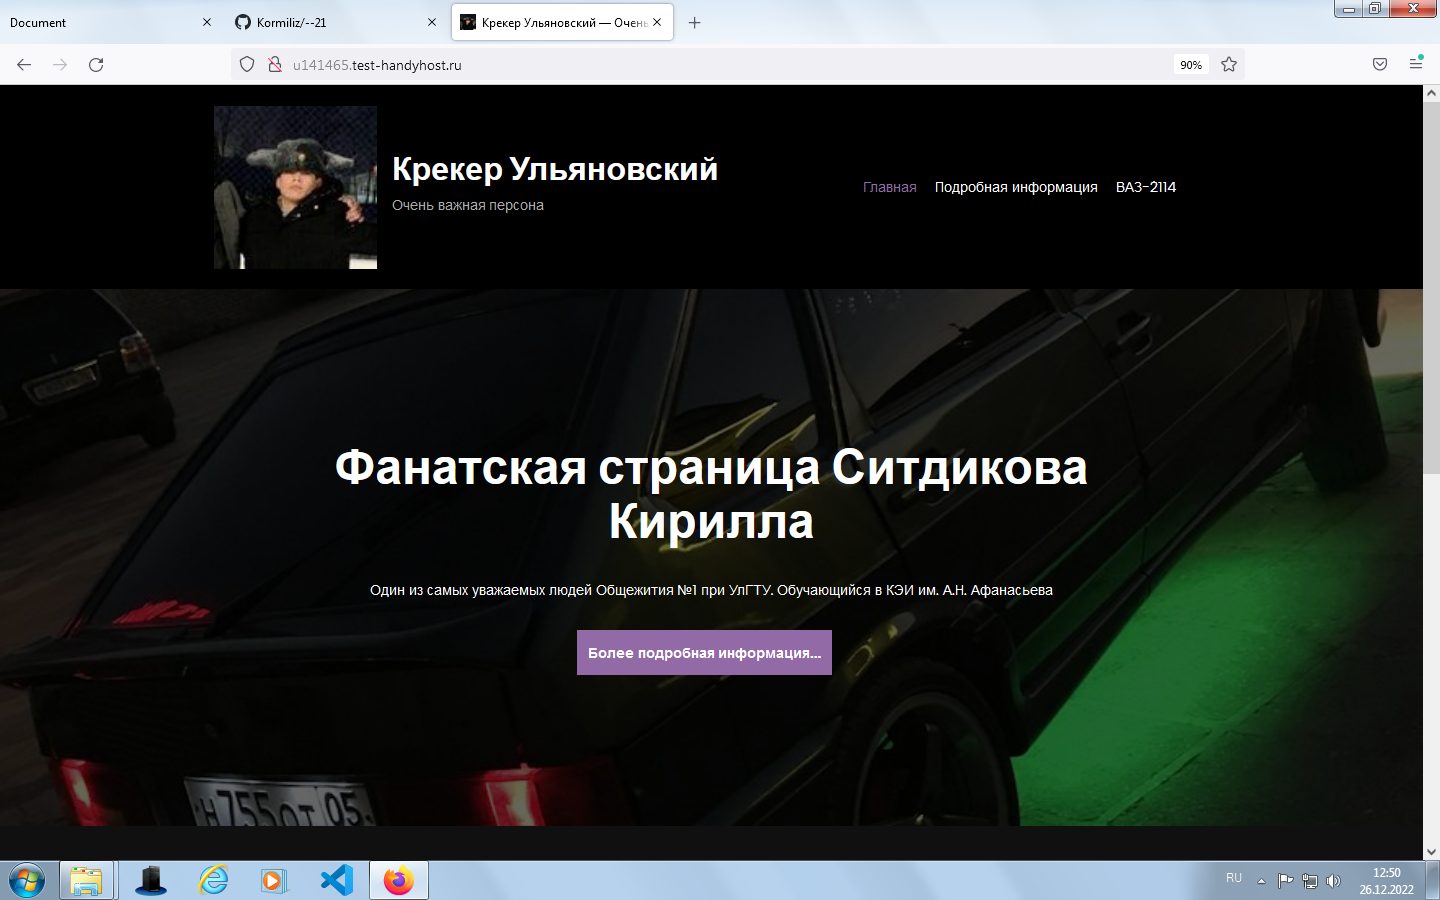 Document
Kormiliz/--21
Крекер Ульяновский — Очень
u141465.test-handyhost.ru
90%
Крекер Ульяновский
Очень важная персона
Главная
Подробная информация
ВАЗ-2114
Фанатская страница Ситдикова
Кирилла
Один из самых уважаемых людей Общежития №1 при УлГТУ. Обучающийся в КЭИ им. А.Н. Афанасьева
Более подробная информация...
Н755ОТ 05
RU
12:50
26.12.2022